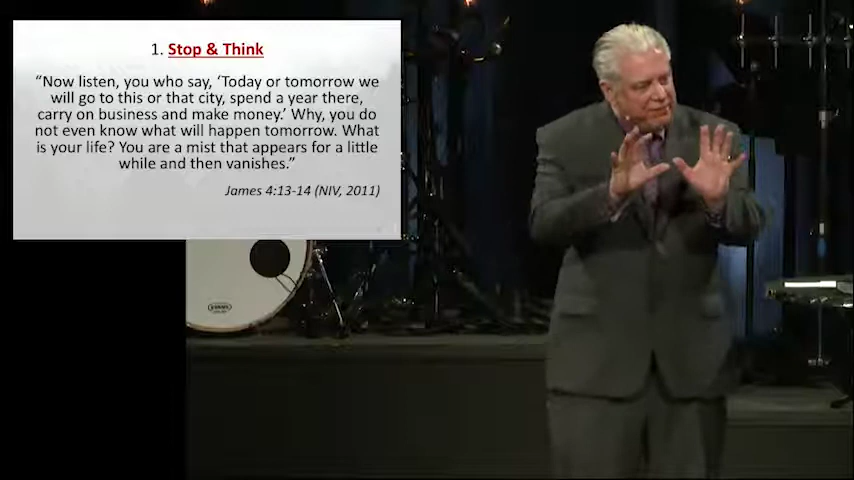 1. Stop & Think
“Now listen, you who say, ‘Today or tomorrow we
will go to this or that city, spend a year there,
carry on business and make money.’ Why, you do
not even know what will happen tomorrow. What
is your life? You are a mist that appears for a little
while and then vanishes.”
James 4:13-14 (NIV, 2011)
EVANS